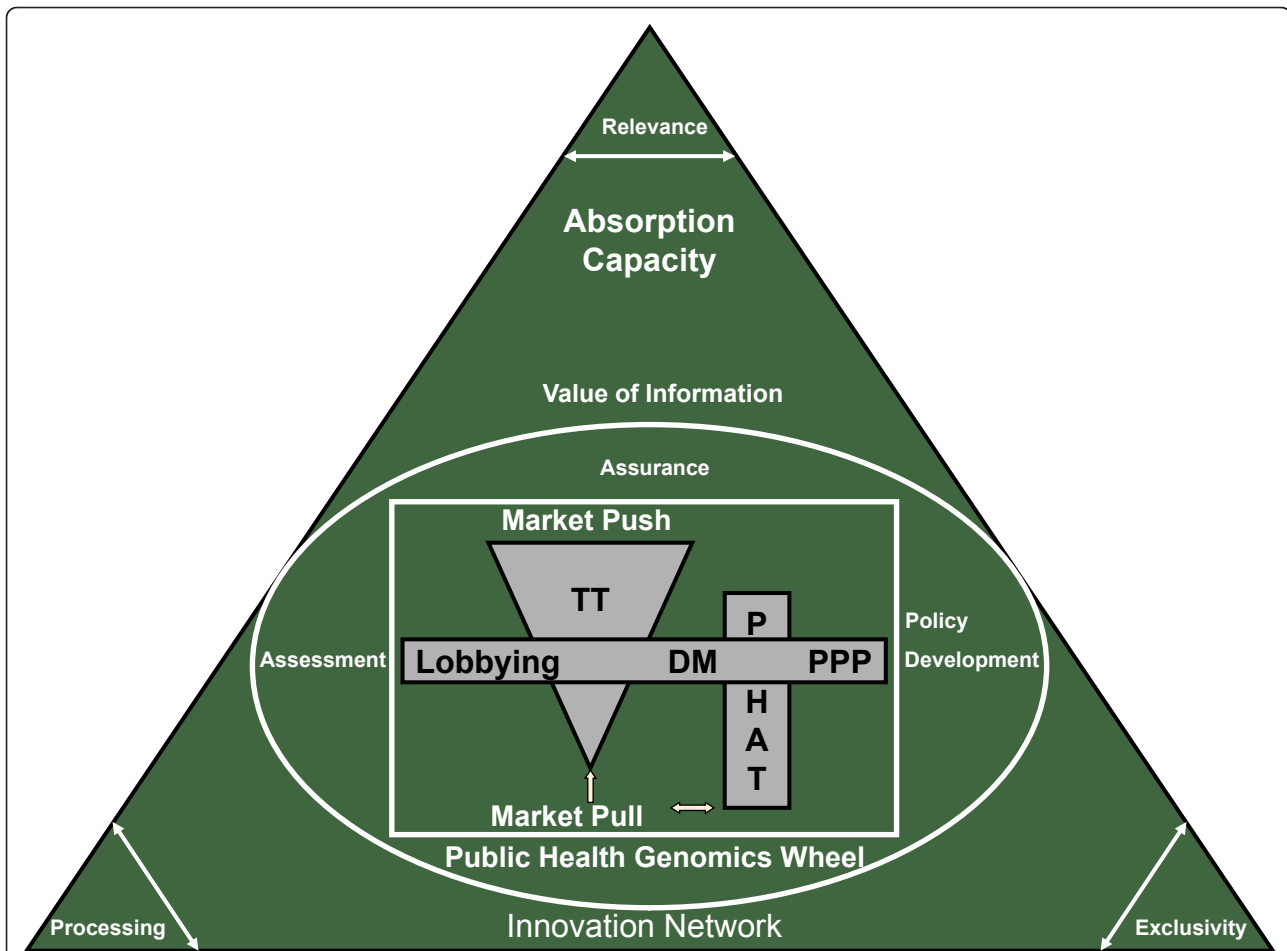 Relevance
Absorption
Capacity
Value of Information
Assurance
Market Push
TT
P
Policy
Assessment
Lobbying DM PPP
Development
H
A
T
Market Pull
Public Health Genomics Wheel
Processing
Innovation Network
Exclusivity